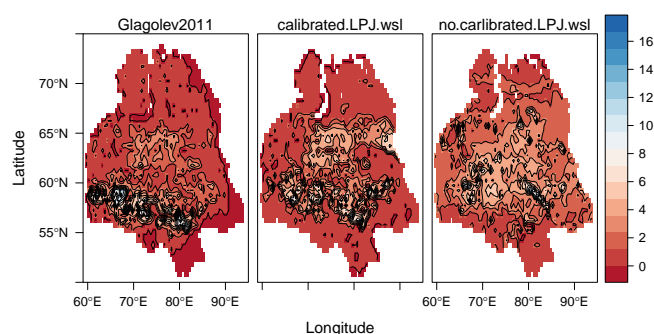 Glagolev2011 calibrated.LPJ.wsl no.carlibrated.LPJ.wsl
70°N
65°N
60°N
55°N
Latitude
60°E 70°E 80°E 90°E 60°E 70°E 80°E 90°E
Longitude
16
14
12
10
8
6
4
2
0